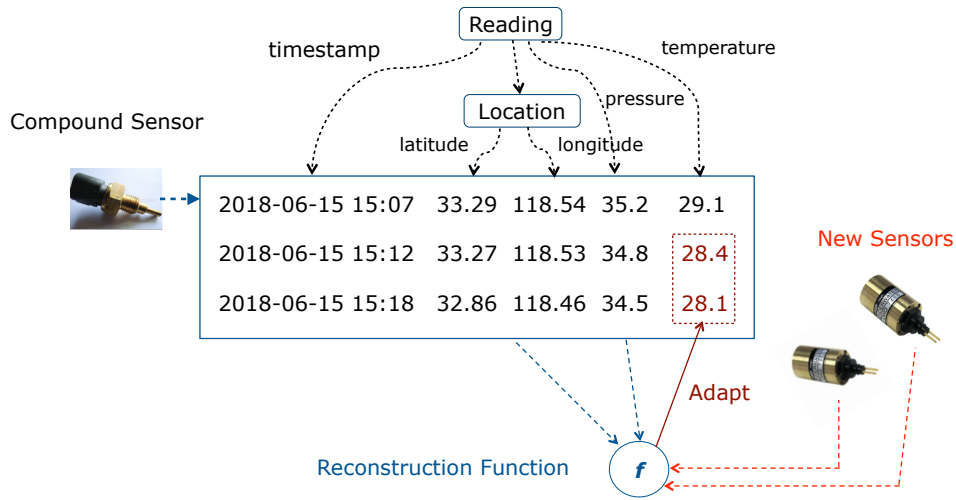 Reading
timestamp
temperature
pressure
Location
Compound Sensor
latitude
longitude
2018-06-15 15:07 33.29 118.54 35.2 29.1
2018-06-15 15:12 33.27 118.53 34.8 28.4
2018-06-15 15:18 32.86 118.46 34.5 28.1
New Sensors
Adapt
Reconstruction Function
f